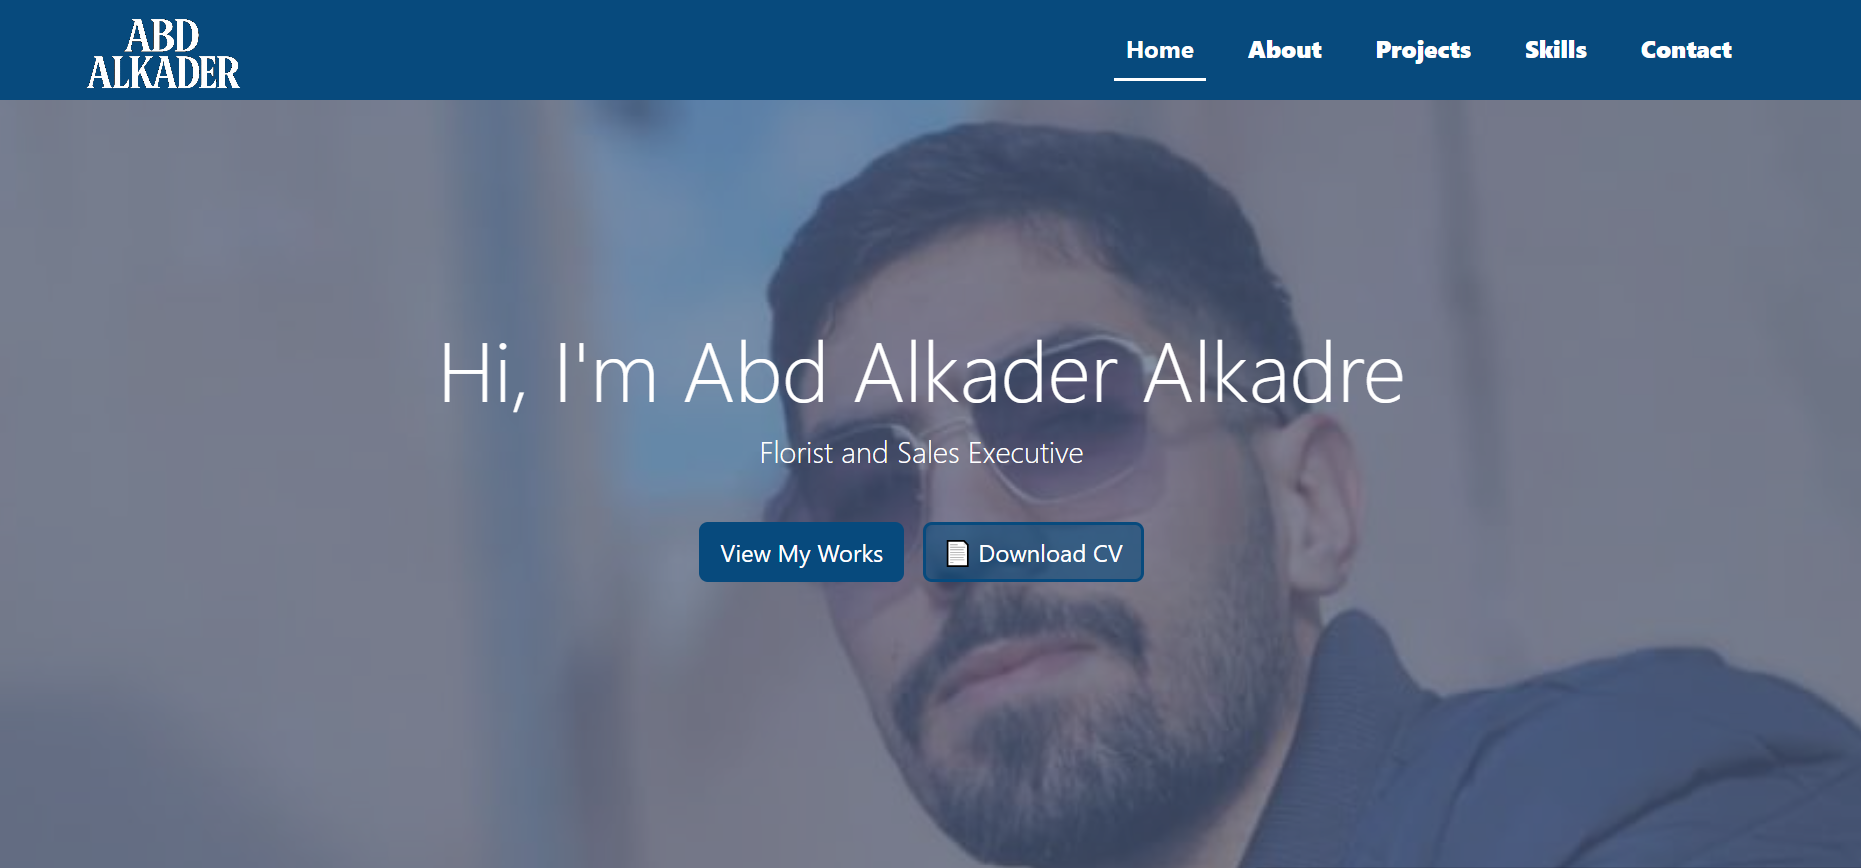 ABD
ALKADER
Home About Projects Skills Contact
Hi, I'm Abd Alkader Alkadre
Florist and Sales Executive
View My Works 📄 Download CV